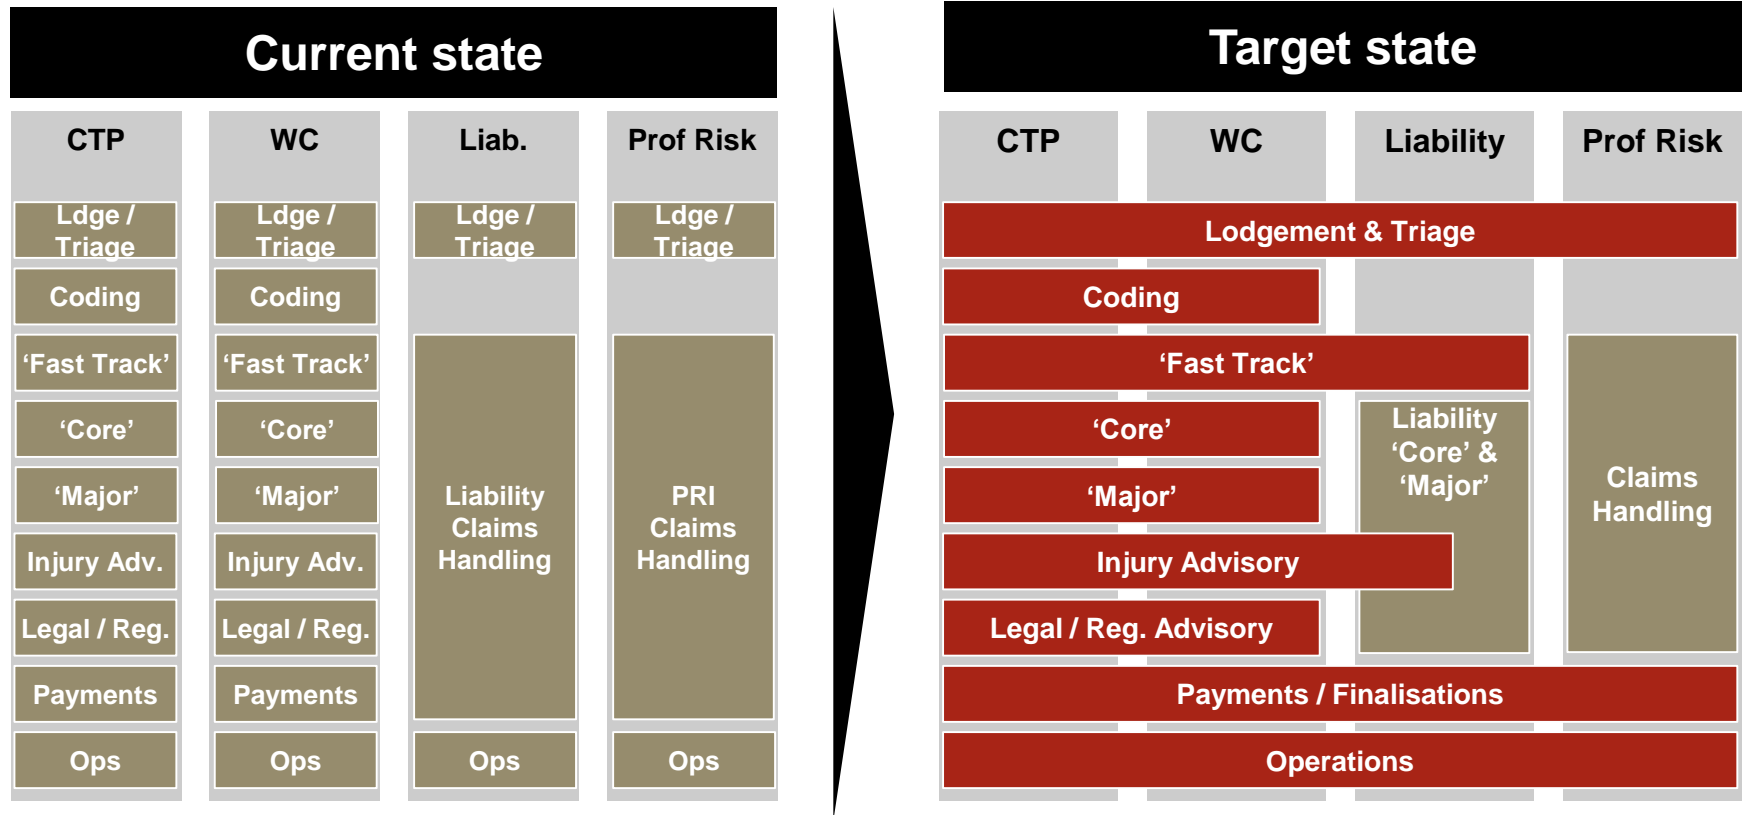 Current state
CTP
WC
Liab.
Prof Risk
Ldge /
Triage
Ldge /
Triage
Ldge /
Triage
Ldge /
Triage
Coding
Coding
‘Fast Track’
‘Fast Track’
‘Core’
‘Core’
‘Major’
‘Major’
Liability
Claims
Handling
PRI
Claims
Handling
Injury Adv.
Injury Adv.
Legal / Reg.
Legal / Reg.
Payments
Payments
Ops
Ops
Ops
Ops
Target state
CTP
WC
Liability
Prof Risk
Lodgement & Triage
Coding
‘Fast Track’
‘Core’
Liability
‘Core’ &
‘Major’
‘Major’
Claims
Handling
Injury Advisory
Legal / Reg. Advisory
Payments / Finalisations
Operations